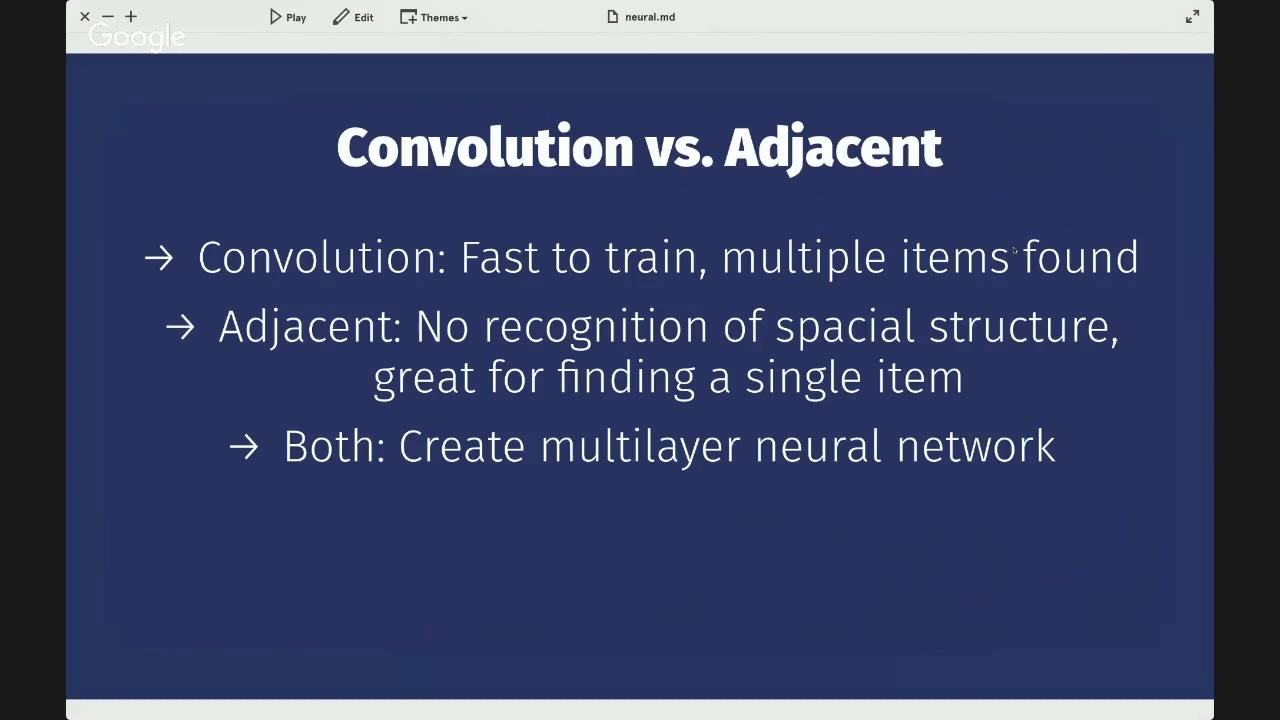 Play Edit Themes neural.md
Google
Convolution vs. Adjacent
→ Convolution: Fast to train, multiple items found
→ Adjacent: No recognition of spacial structure,
great for finding a single item
→ Both: Create multilayer neural network